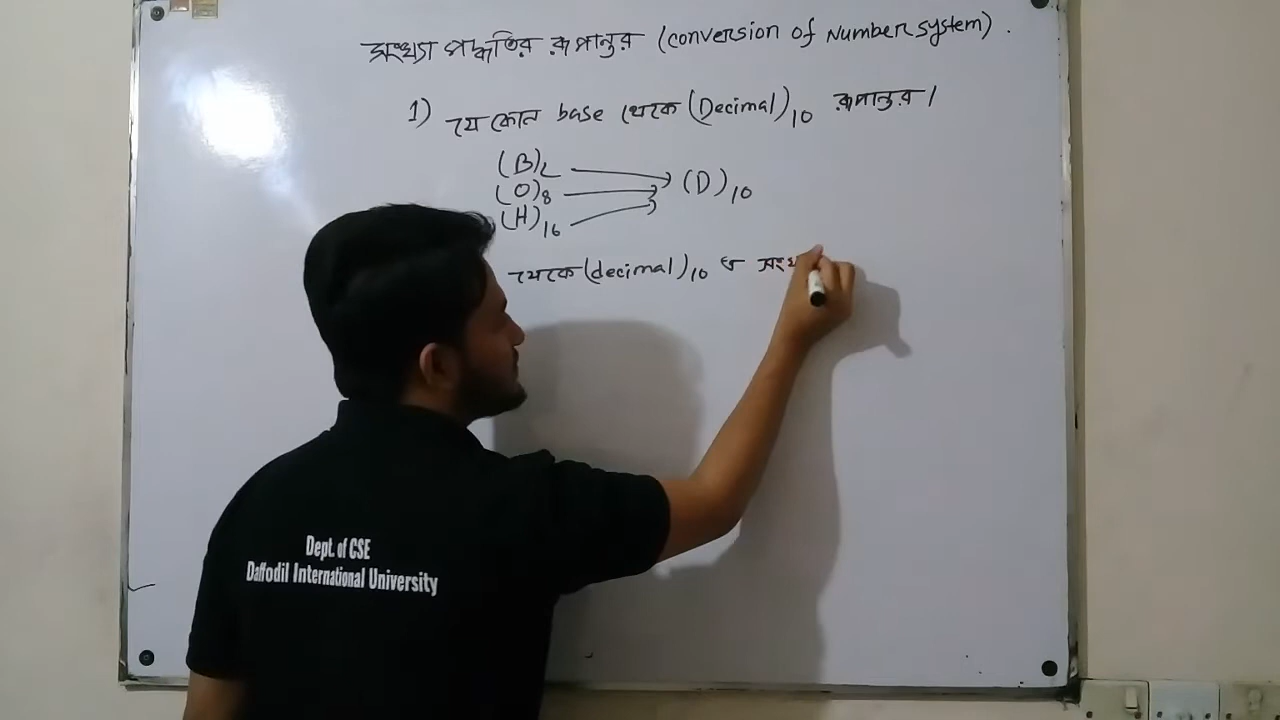 সংখ্যা পদ্ধতির রূপান্তর (conversion of Number system).
1) যে কোন base থেকে (Decimal)10 রূপান্তর।
(B)2
(O)8
(H)16
(D)10
থেকে (decimal)10 এ সংখ
Dept. of CSE
Daffodil International University